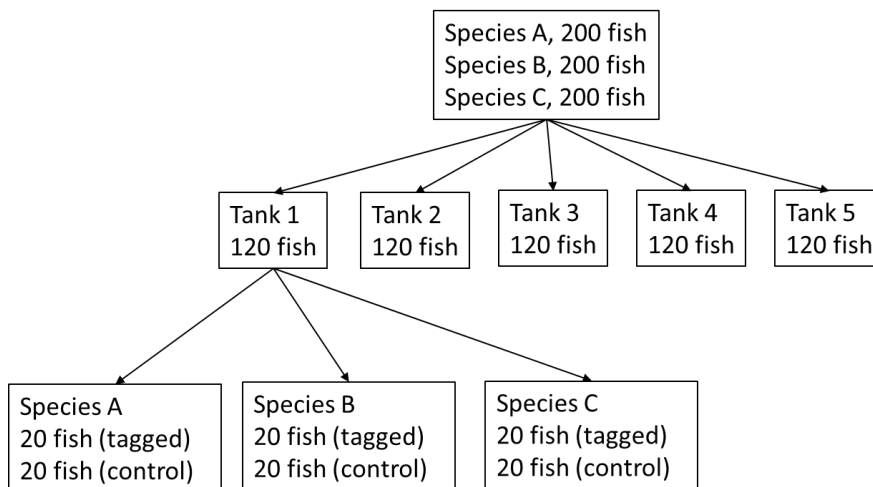 Species A, 200 fish
Species B, 200 fish
Species C, 200 fish
Tank 1
120 fish
Tank 2
120 fish
Tank 3
120 fish
Tank 4
120 fish
Tank 5
120 fish
Species A
20 fish (tagged)
20 fish (control)
Species B
20 fish (tagged)
20 fish (control)
Species C
20 fish (tagged)
20 fish (control)